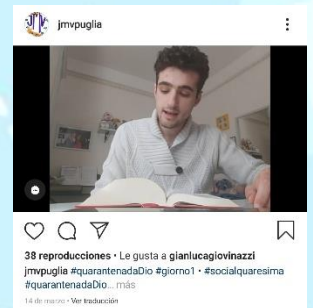 jmvpuglia
38 reproducciones • Le gusta a gianlucagiovinazzi
jmvpuglia #quarantenadaDio #giorno1 • #socialquaresima
#quarantenadaDio... más
14 de marzo • Ver traducción